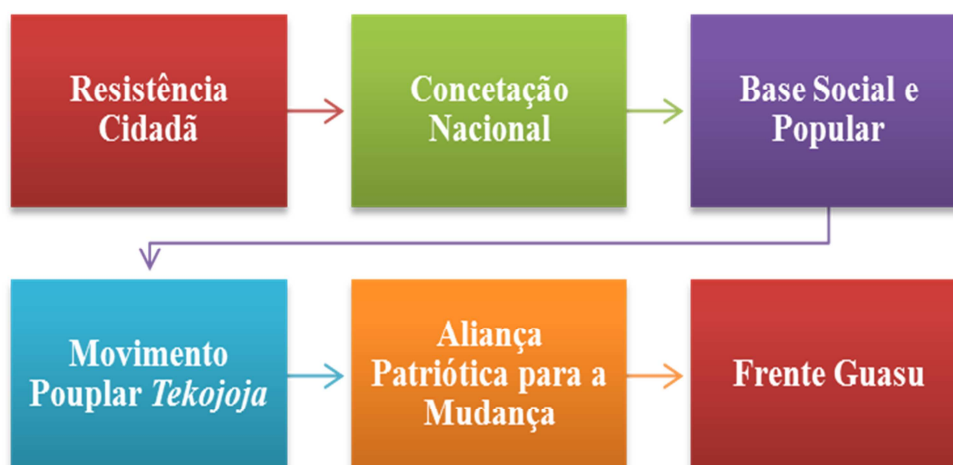 Resistência
Cidadã
Concetação
Nacional
Base Social e
Popular
Movimento
Pouplar Tekojoja
Aliança
Patriótica para a
Mudança
Frente Guasu